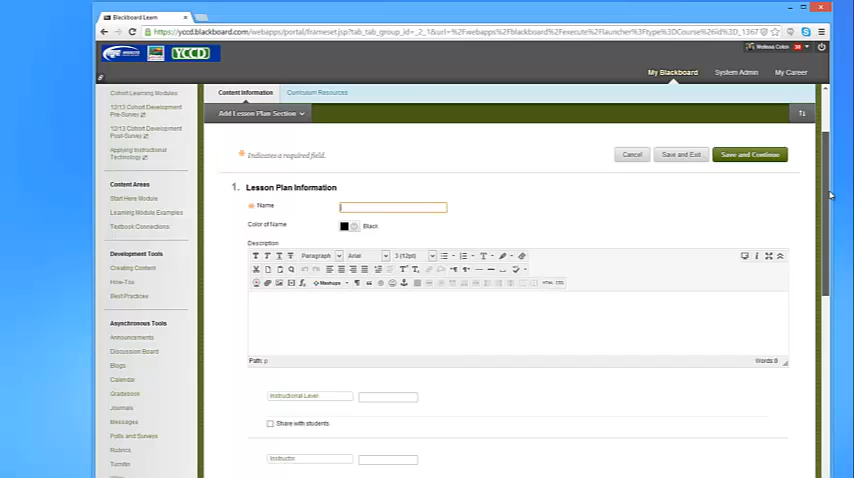 Blackboard Learn
https://yccd.blackboard.com/webapps/portal/frameset.jsp?tab_tab_group_id=_2_1&url=%2Fwebapps%2Fblackboard%2Fexecute%2Flauncher%3Ftype%3DCourse%26id%3D_1367
YCCD
Melissa Colón 38
My Blackboard System Admin My Career
Cohort Learning Modules
12/13 Cohort Development
Pre-Survey
12/13 Cohort Development
Post-Survey
Applying Instructional
Technology
Content Areas
Start Here Module
Learning Module Examples
Textbook Connections
Development Tools
Creating Content
How-Tos
Best Practices
Asynchronous Tools
Announcements
Discussion Board
Blogs
Calendar
Gradebook
Journals
Messages
Polls and Surveys
Rubrics
Turnitin
Content Information Curriculum Resources
Add Lesson Plan Section
Indicates a required field.
Cancel Save and Exit Save and Continue
1. Lesson Plan Information
Name
Color of Name Black
Description
Paragraph Arial 3 (12pt)
Mashups HTML CSS
Path: p Words:0
Instructional Level
Share with students
Instructor